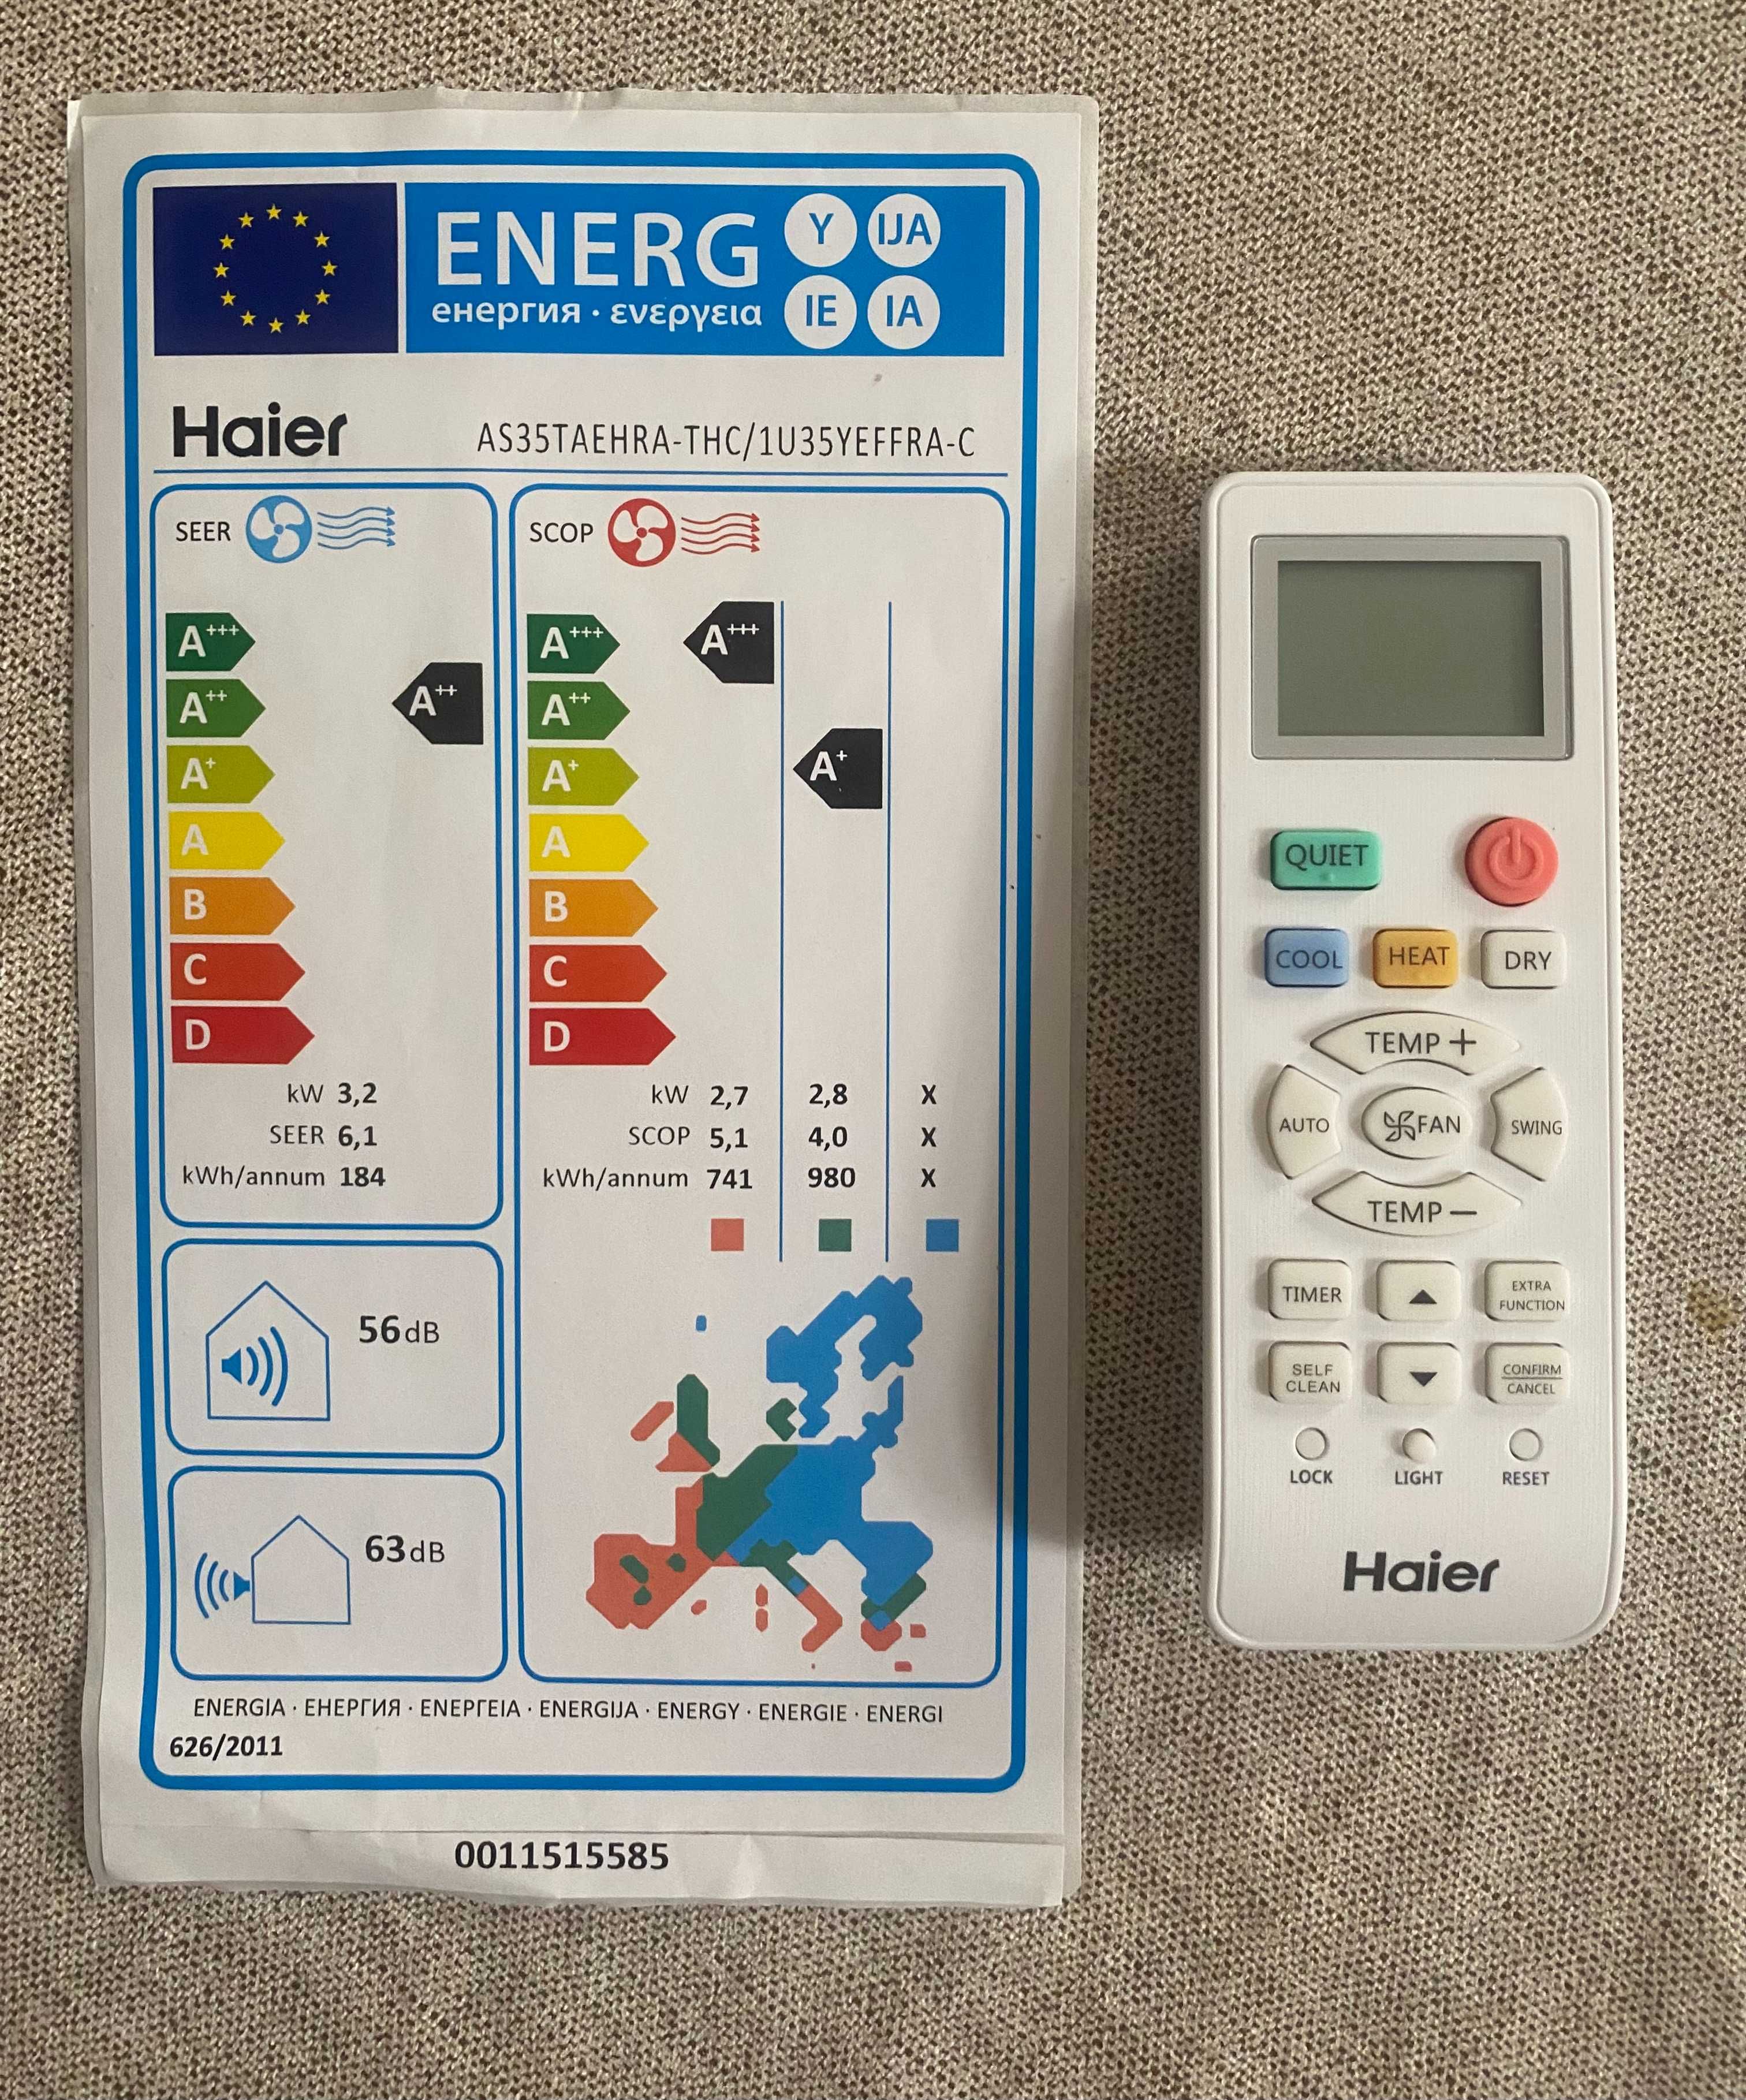 ENERG Y IJA
енергия · ενεργεια IE IA
Haier AS35TAEHRA-THC/1U35YEFFRA-C
SEER
A+++
A++
A+
A
B
C
D
A++
kW 3,2
SEER 6,1
kWh/annum 184
SCOP
A+++
A++
A+
A
B
C
D
A+++
A+
kW 2,7 2,8 X
SCOP 5,1 4,0 X
kWh/annum 741 980 X
56dB
63dB
ENERGIA · ЕНЕРГИЯ · ΕΝΕΡΓΕΙΑ · ENERGIJA · ENERGY · ENERGIE · ENERGI
626/2011
0011515585
QUIET
COOL HEAT DRY
TEMP +
AUTO FAN SWING
TEMP −
TIMER ▲ EXTRA
FUNCTION
SELF
CLEAN ▼ CONFIRM
CANCEL
LOCK LIGHT RESET
Haier